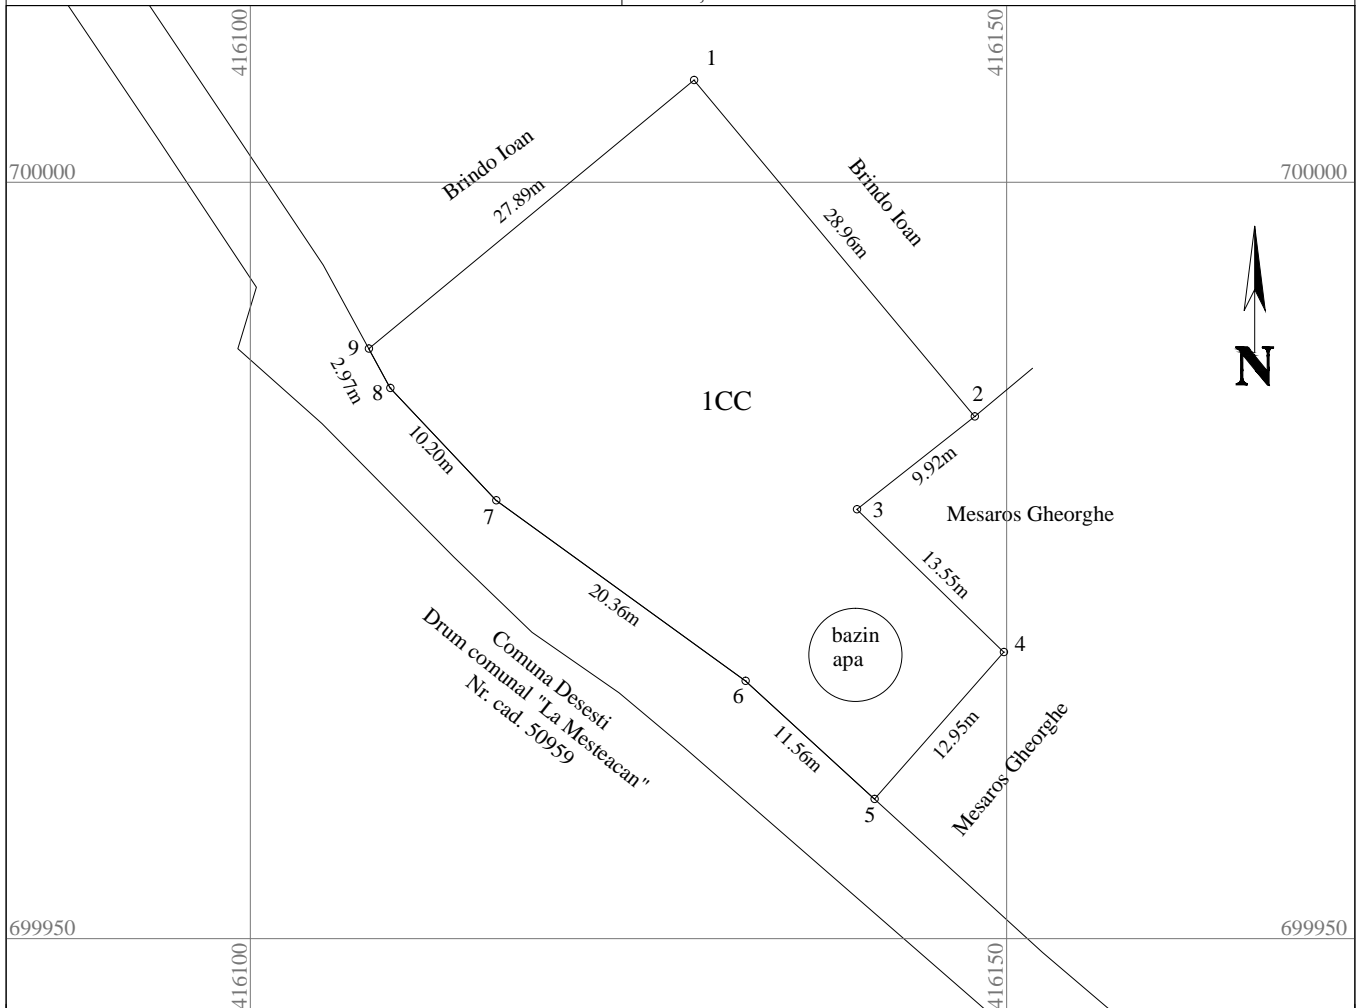 416100
416150
1
Brindo Ioan
27.89m
Brindo Ioan
28.96m
700000
700000
N
9
2.97m
8
10.20m
7
1CC
2
9.92m
3
Mesaros Gheorghe
13.55m
20.36m
bazin
apa
4
6
Comuna Desesti
Drum comunal "La Mesteacan"
Nr. cad. 50959
11.56m
12.95m
Mesaros Gheorghe
5
699950
699950
416100
416150